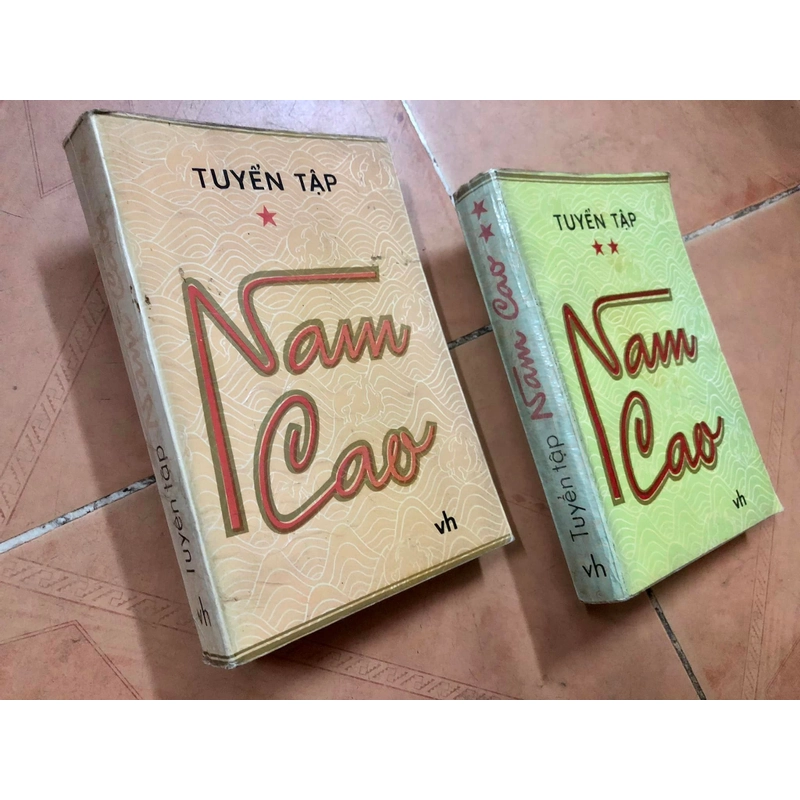 TUYỂN TẬP
★
Nam
Cao
vh
Tuyển tập
vh
TUYỂN TẬP
★★
Nam
Cao
vh
Tuyển tập Nam Cao ★★
vh